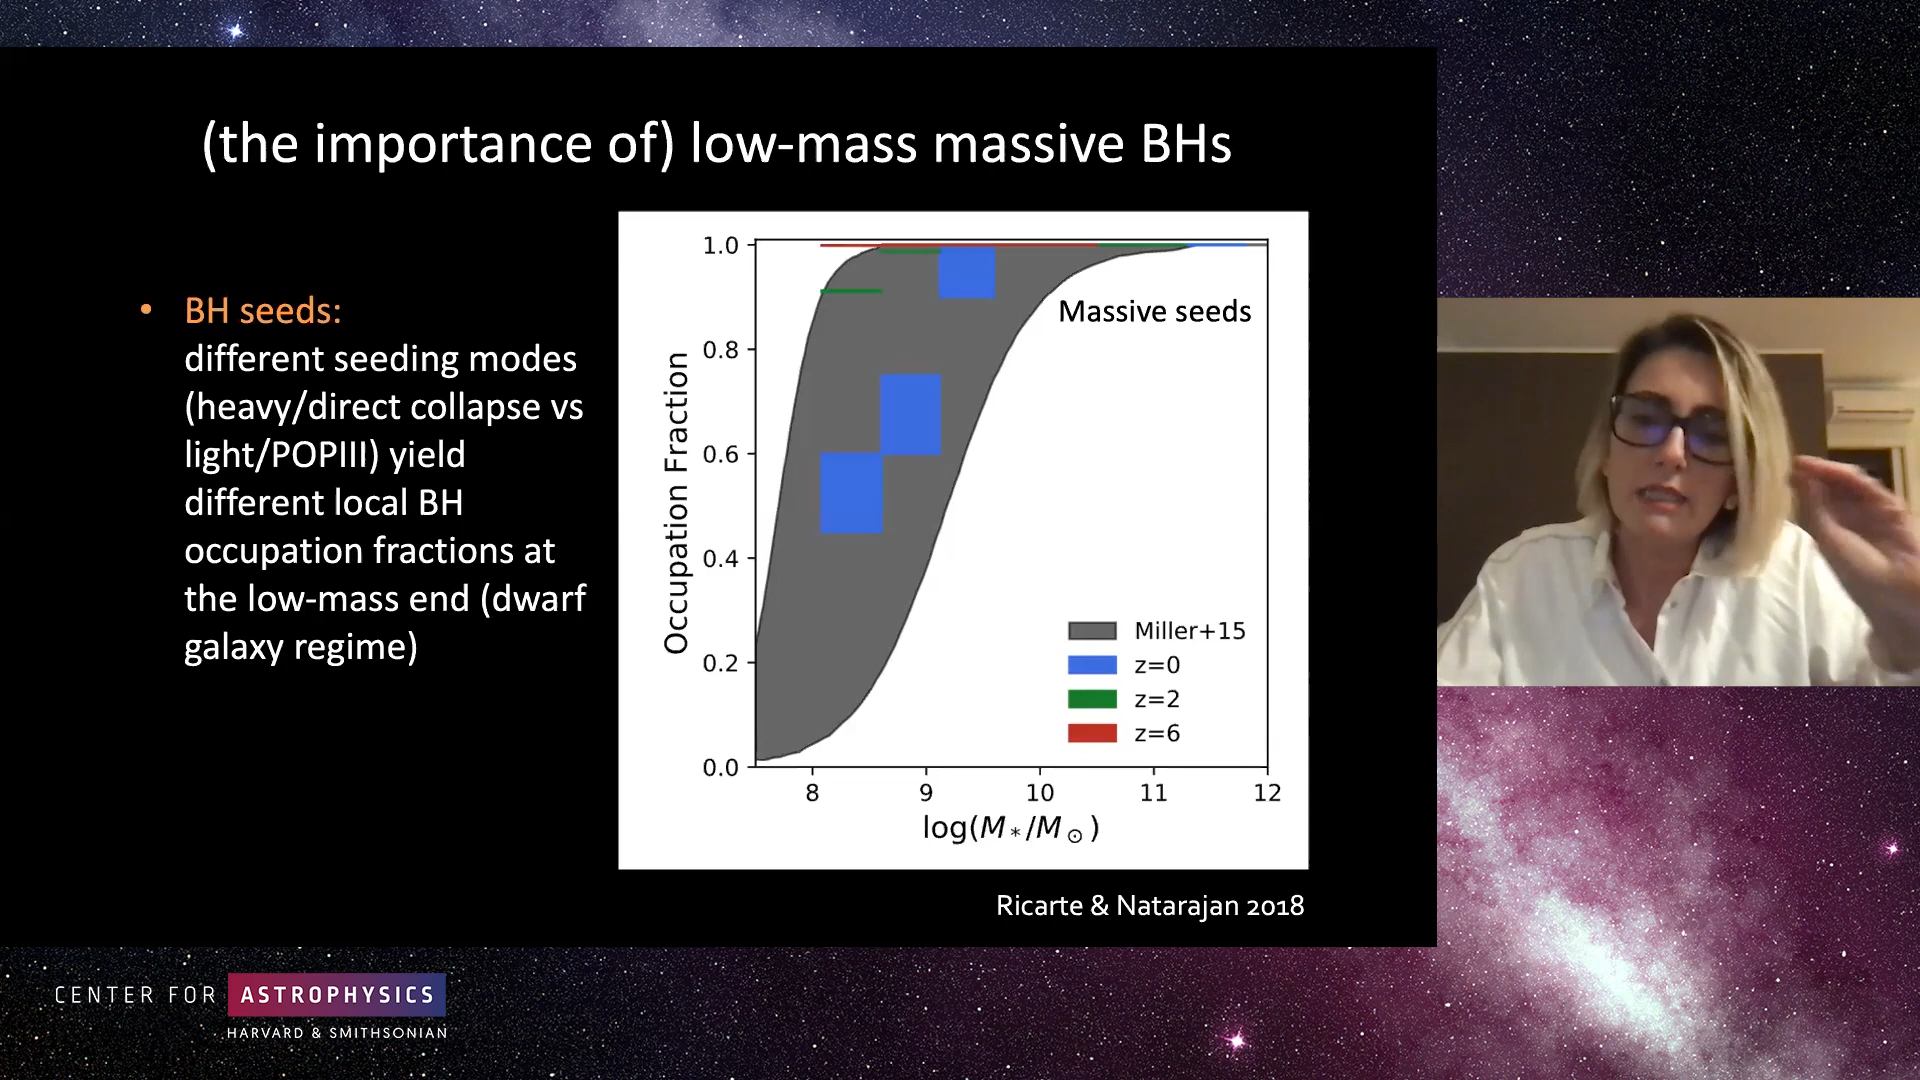 (the importance of) low-mass massive BHs
• BH seeds:
different seeding modes
(heavy/direct collapse vs
light/POPIII) yield
different local BH
occupation fractions at
the low-mass end (dwarf
galaxy regime)
Occupation Fraction
1.0
0.8
0.6
0.4
0.2
0.0
Massive seeds
Miller+15
z=0
z=2
z=6
8 9 10 11 12
log(M*/M⊙)
Ricarte & Natarajan 2018
CENTER FOR ASTROPHYSICS
HARVARD & SMITHSONIAN